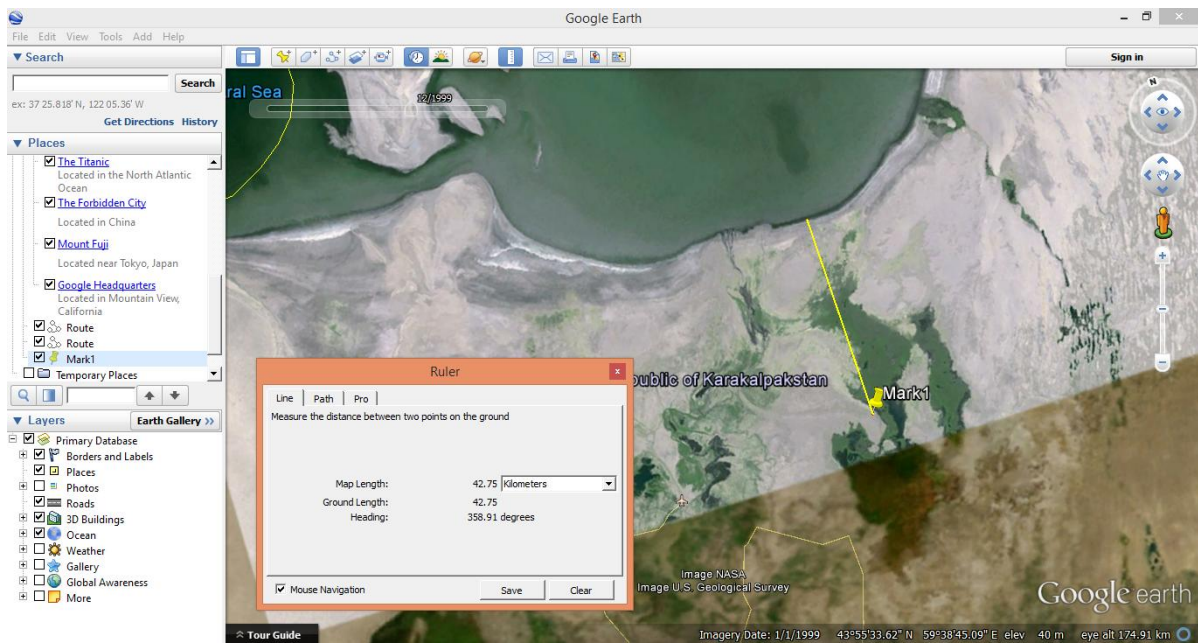 Google Earth
File Edit View Tools Add Help
Search
Search
ex: 37 25.818' N, 122 05.36' W
Get Directions History
Places
The Titanic
Located in the North Atlantic
Ocean
The Forbidden City
Located in China
Mount Fuji
Located near Tokyo, Japan
Google Headquarters
Located in Mountain View,
California
Route
Route
Mark1
Temporary Places
Layers
Earth Gallery >>
Primary Database
Borders and Labels
Places
Photos
Roads
3D Buildings
Ocean
Weather
Gallery
Global Awareness
More
Sign in
ral Sea
12/1999
N
public of Karakalpakstan
Mark1
Ruler
Line Path Pro
Measure the distance between two points on the ground
Map Length: 42.75 Kilometers
Ground Length: 42.75
Heading: 358.91 degrees
Mouse Navigation Save Clear
Image NASA
Image U.S. Geological Survey
Google earth
Tour Guide
Imagery Date: 1/1/1999 43°55'33.62" N 59°38'45.09" E elev 40 m eye alt 174.91 km